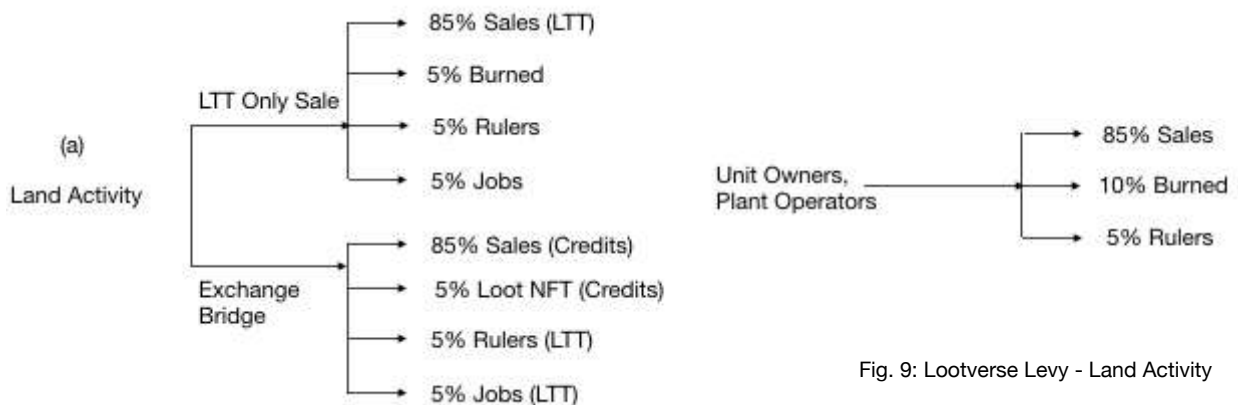 (a)
Land Activity
LTT Only Sale
85% Sales (LTT)
5% Burned
5% Rulers
5% Jobs
Exchange
Bridge
85% Sales (Credits)
5% Loot NFT (Credits)
5% Rulers (LTT)
5% Jobs (LTT)
Unit Owners,
Plant Operators
85% Sales
10% Burned
5% Rulers
Fig. 9: Lootverse Levy - Land Activity